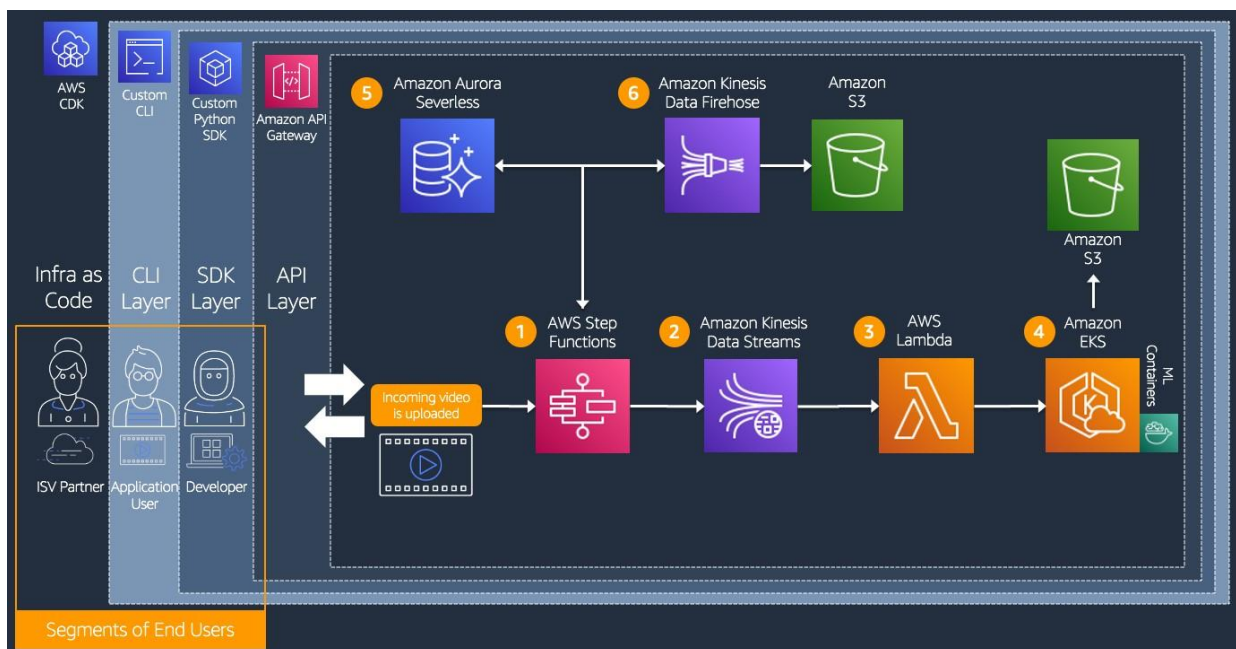 AWS
CDK
Custom
CLI
Custom
Python
SDK
Amazon API
Gateway
5
Amazon Aurora
Severless
6
Amazon Kinesis
Data Firehose
Amazon
S3
Amazon
S3
Infra as
Code
CLI
Layer
SDK
Layer
API
Layer
1
AWS Step
Functions
2
Amazon Kinesis
Data Streams
3
AWS
Lambda
4
Amazon
EKS
ML
Containers
Incoming video
is uploaded
ISV Partner
Application
User
Developer
Segments of End Users